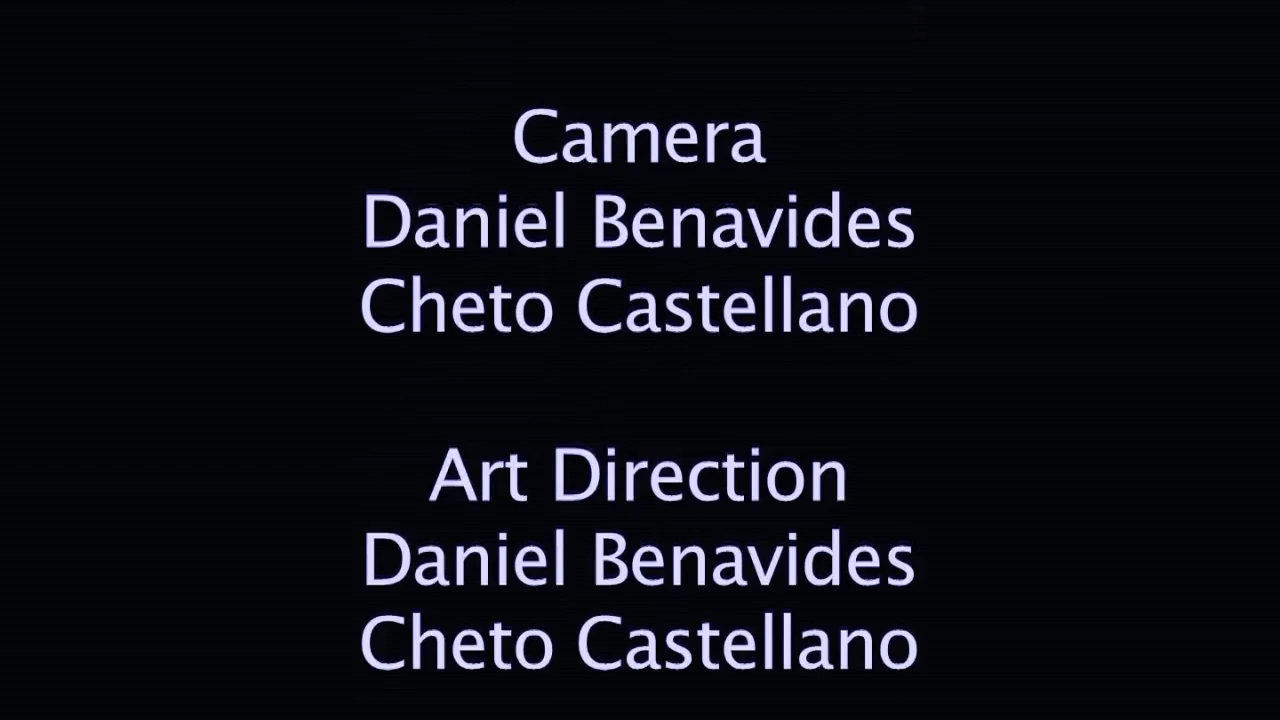 Camera
Daniel Benavides
Cheto Castellano
Art Direction
Daniel Benavides
Cheto Castellano